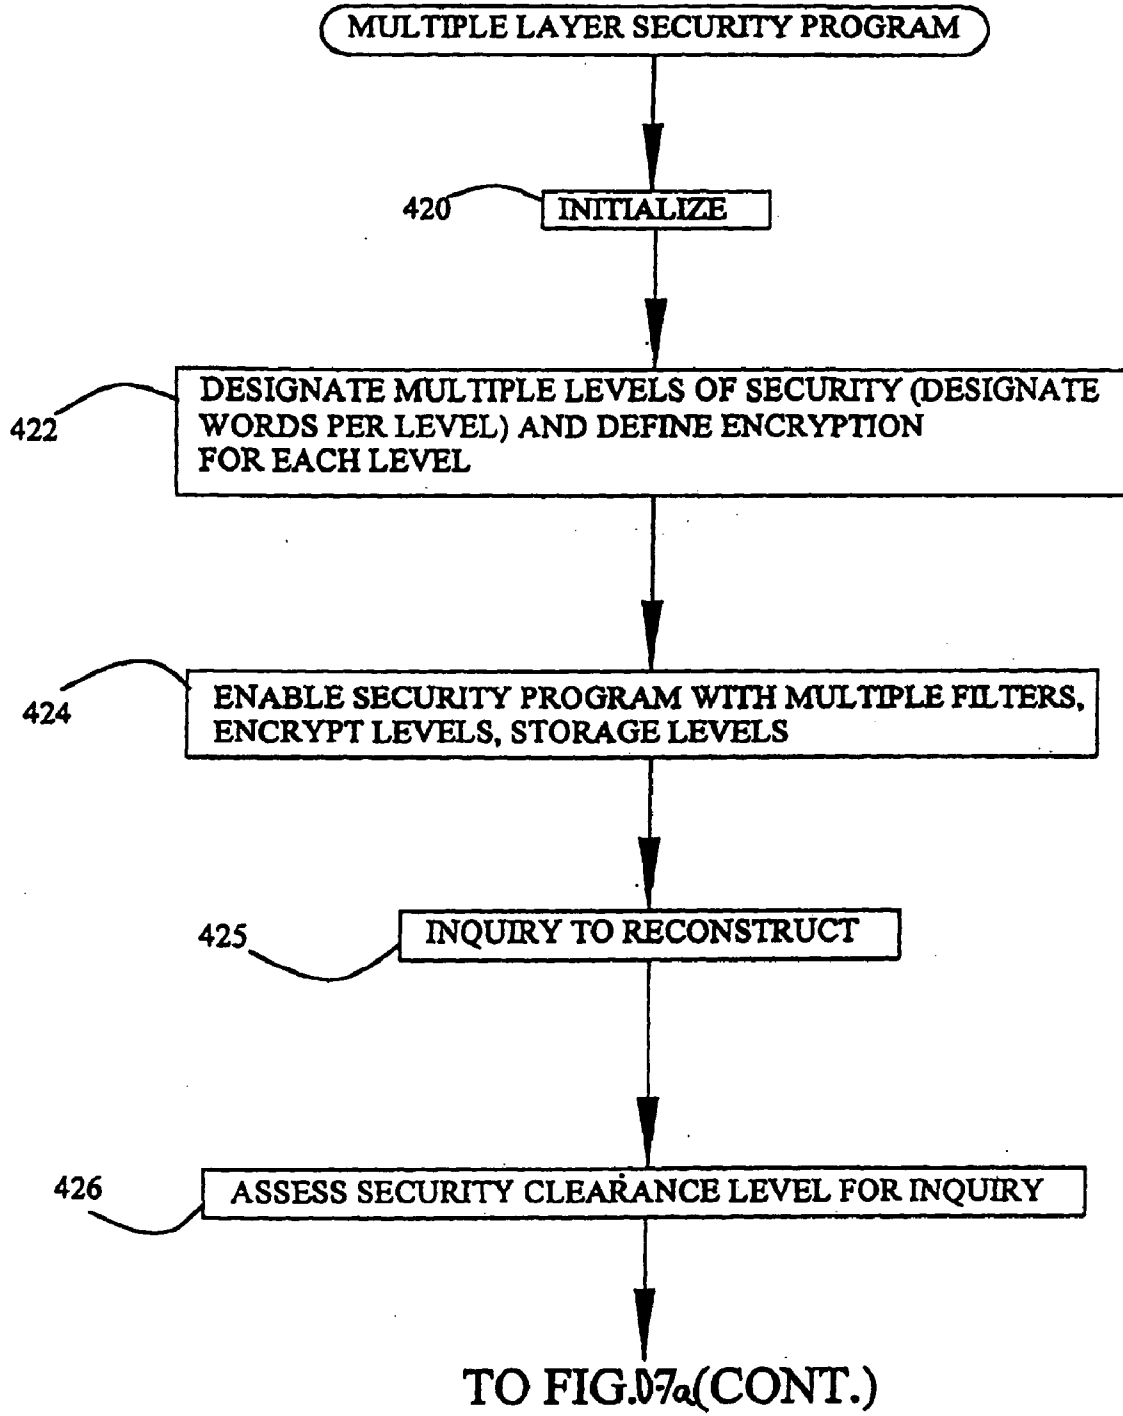 MULTIPLE LAYER SECURITY PROGRAM
420
INITIALIZE
422
DESIGNATE MULTIPLE LEVELS OF SECURITY (DESIGNATE
WORDS PER LEVEL) AND DEFINE ENCRYPTION
FOR EACH LEVEL
424
ENABLE SECURITY PROGRAM WITH MULTIPLE FILTERS,
ENCRYPT LEVELS, STORAGE LEVELS
425
INQUIRY TO RECONSTRUCT
426
ASSESS SECURITY CLEARANCE LEVEL FOR INQUIRY
TO FIG.D-7a(CONT.)